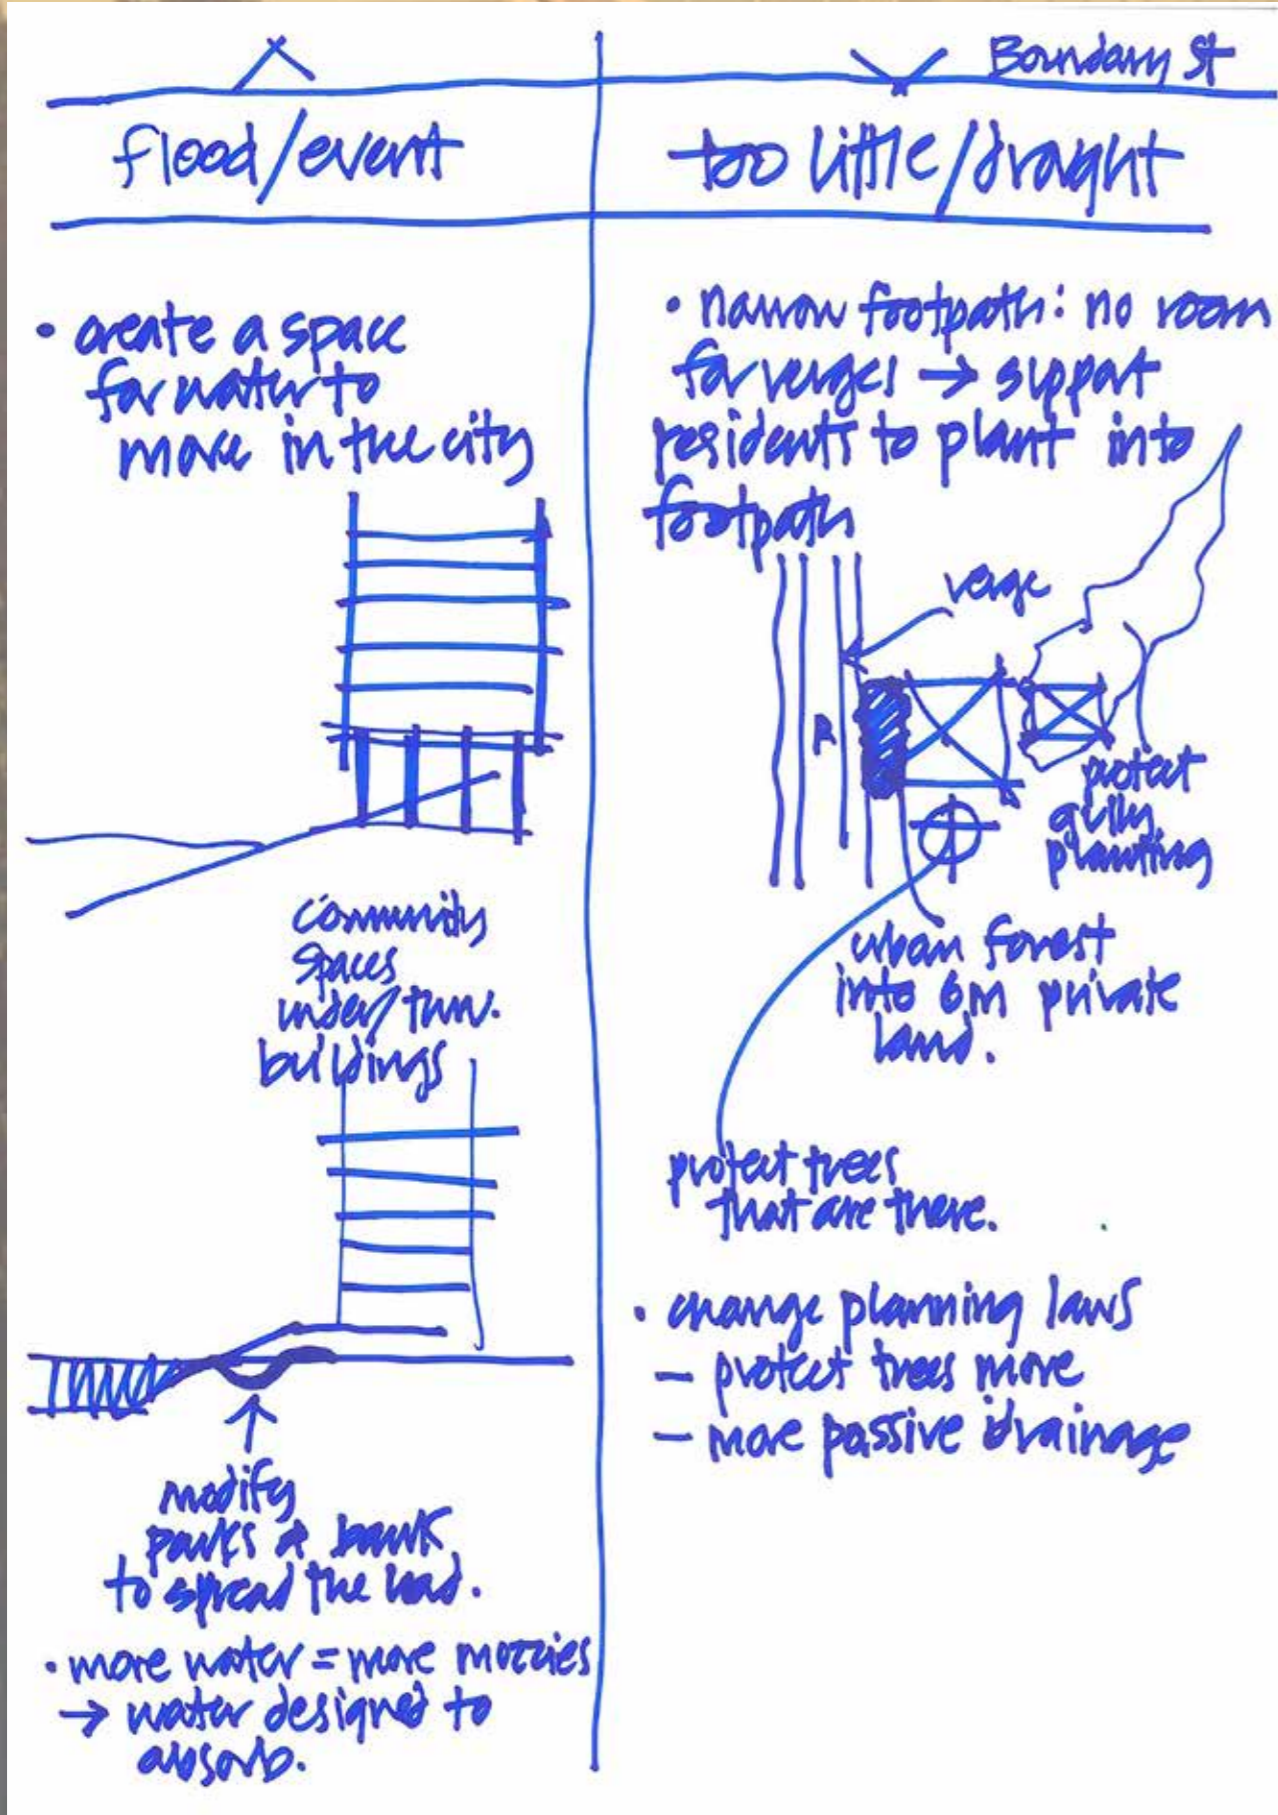 Boundary St
flood/event
too little/draght
• create a space
for water to
move in the city
community
spaces
under/thru.
buildings
modify
parks & bank
to spread the load.
• more water = more mozzies
→ water designed to
absorb.
• narrow footpath: no room
for verges → support
residents to plant into
footpath
verge
R
protect
gully
planting
urban forest
into 6m private
land.
protect trees
that are there.
• change planning laws
– protect trees more
– more passive drainage